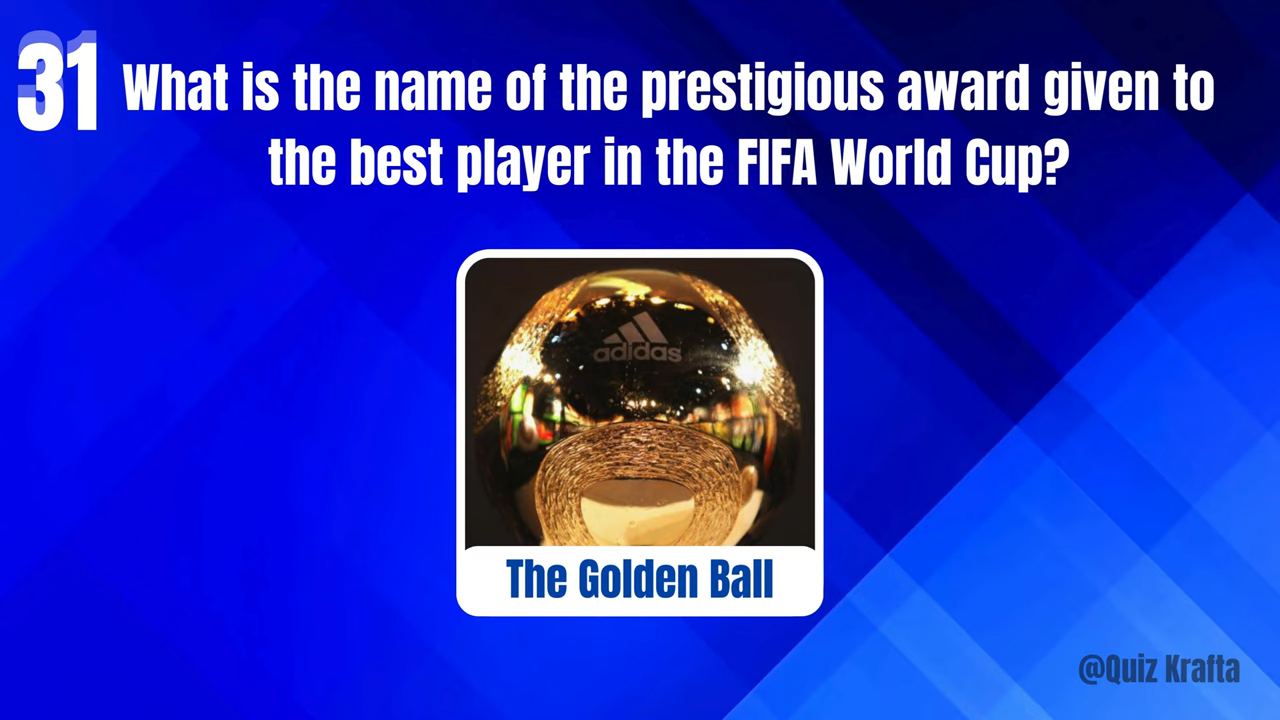 31
What is the name of the prestigious award given to
the best player in the FIFA World Cup?
adidas
The Golden Ball
@Quiz Krafta